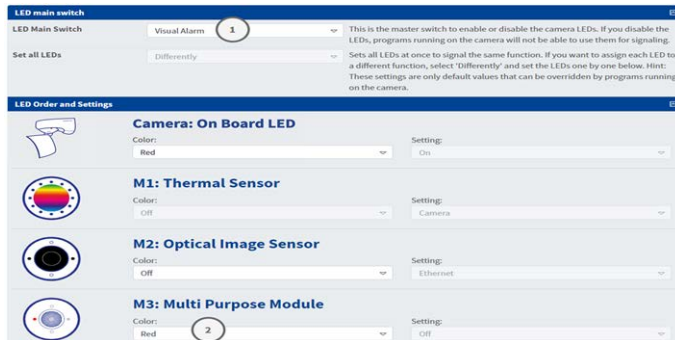 LED main switch
LED Main Switch
Visual Alarm
1
This is the master switch to enable or disable the camera LEDs. If you disable the
LEDs, programs running on the camera will not be able to use them for signaling.
Set all LEDs
Differently
Sets all LEDs at once to signal the same function. If you want to assign each LED to
a different function, select 'Differently' and set the LEDs one by one below. Hint:
These settings are only default values that can be overridden by programs running
on the camera.
LED Order and Settings
Camera: On Board LED
Color:
Setting:
Red
On
M1: Thermal Sensor
Color:
Setting:
Off
Camera
M2: Optical Image Sensor
Color:
Setting:
Off
Ethernet
M3: Multi Purpose Module
Color:
Setting:
Red
2
Off